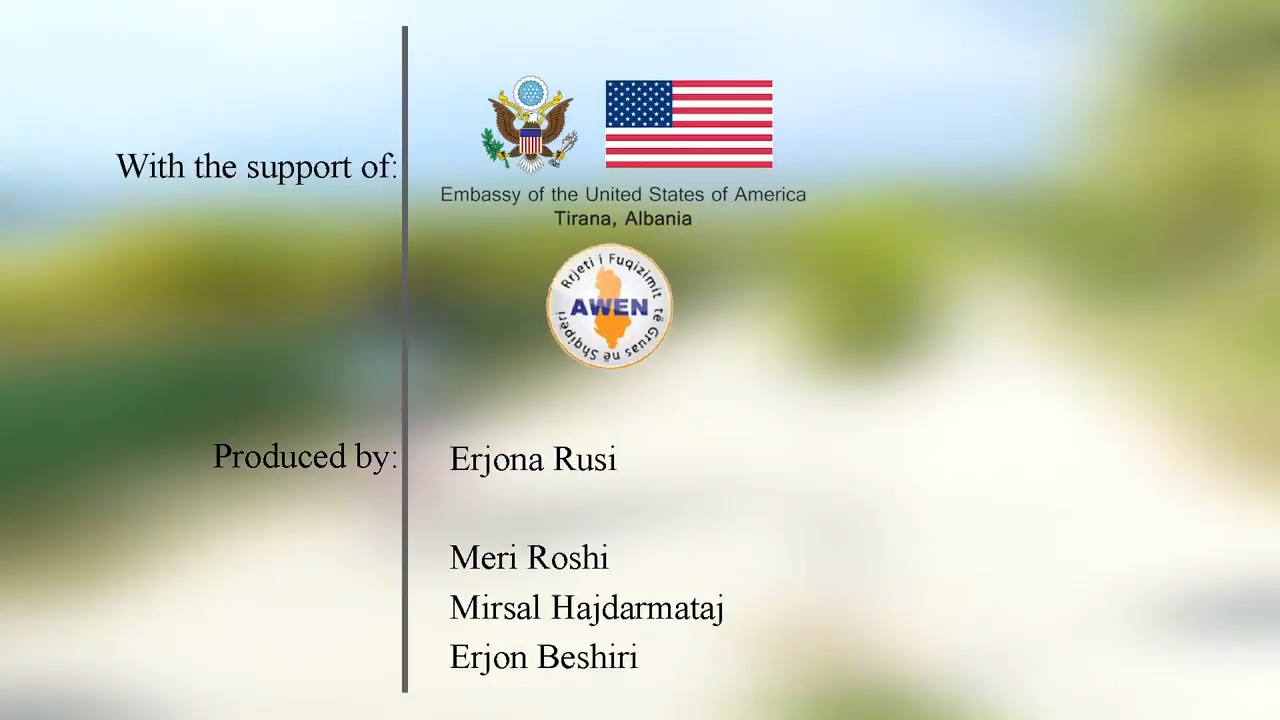 With the support of:
Embassy of the United States of America
Tirana, Albania
Rrjeti i Fuqizimit të Gruas në Shqipëri
AWEN
Produced by:
Erjona Rusi
Meri Roshi
Mirsal Hajdarmataj
Erjon Beshiri